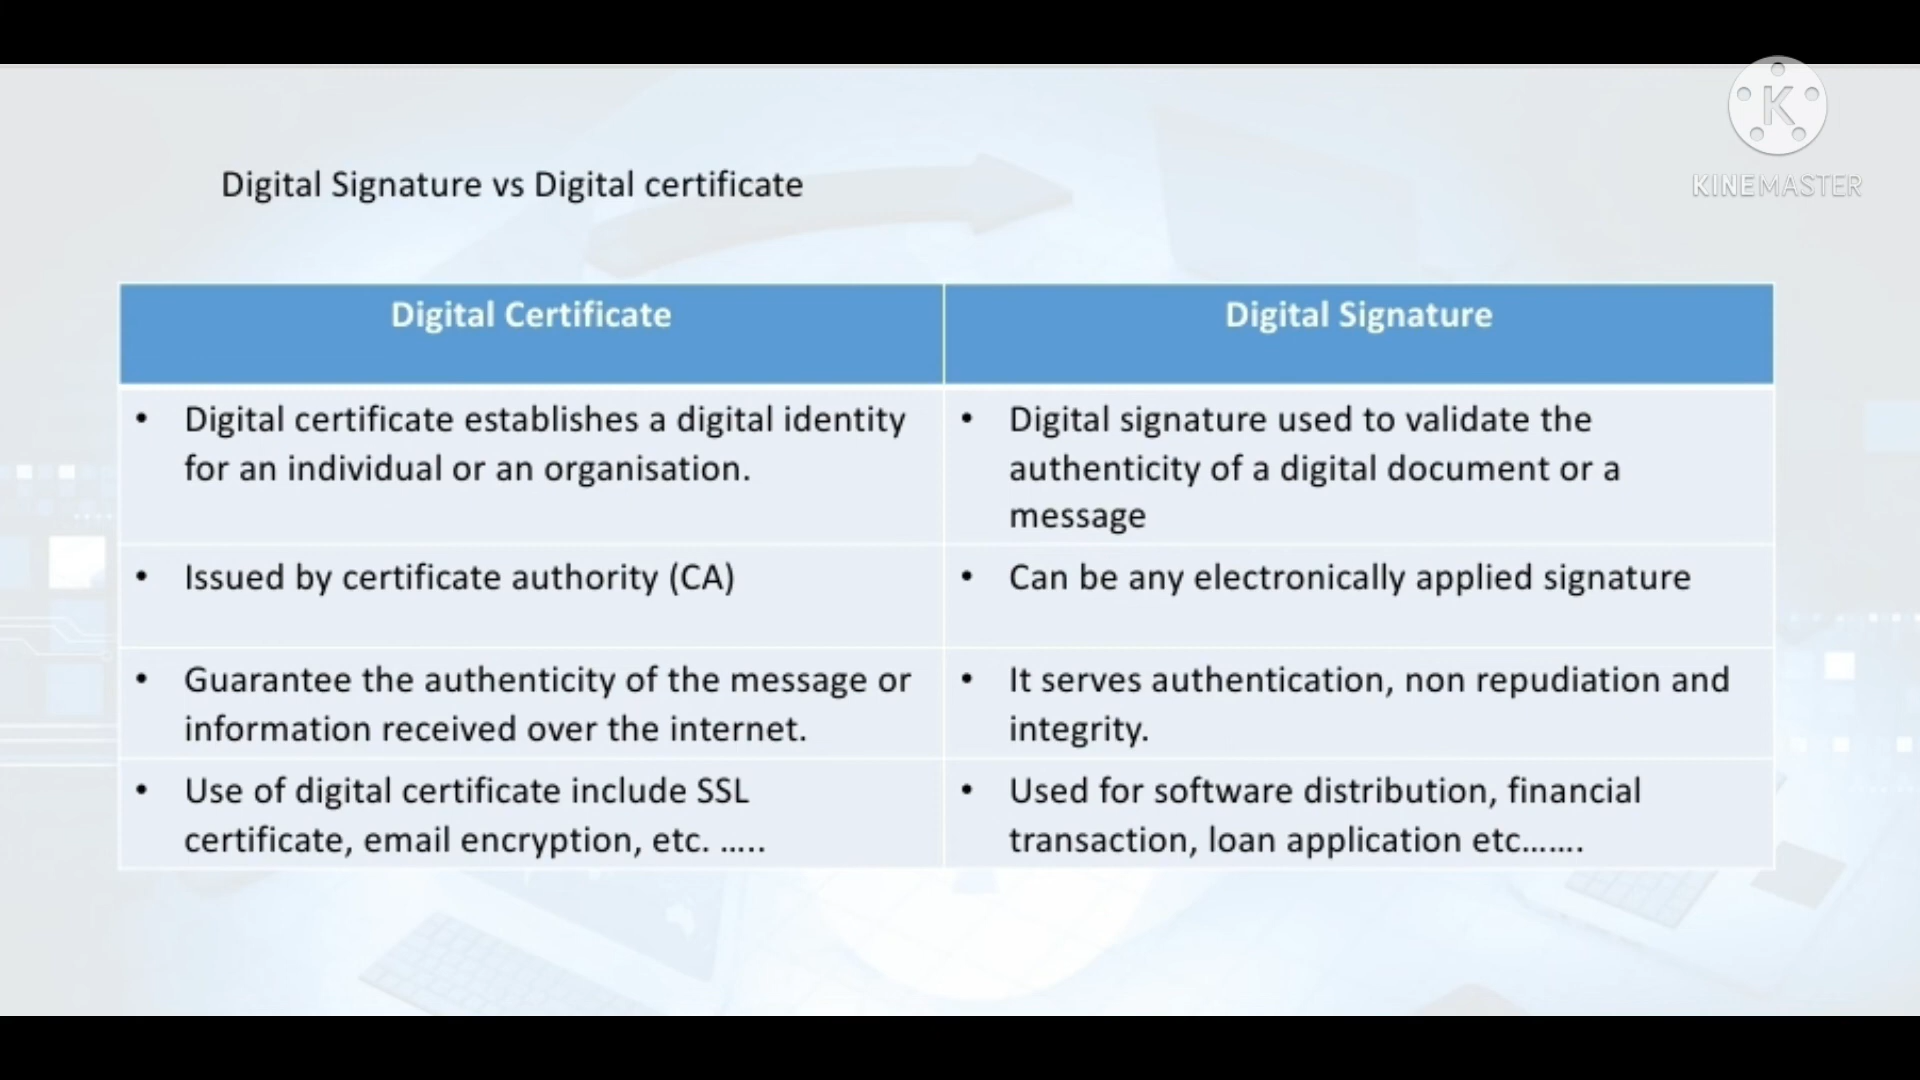 K
KINEMASTER
Digital Signature vs Digital certificate
Digital Certificate
Digital Signature
• Digital certificate establishes a digital identity
for an individual or an organisation.
• Digital signature used to validate the
authenticity of a digital document or a
message
• Issued by certificate authority (CA)
• Can be any electronically applied signature
• Guarantee the authenticity of the message or
information received over the internet.
• It serves authentication, non repudiation and
integrity.
• Use of digital certificate include SSL
certificate, email encryption, etc. …..
• Used for software distribution, financial
transaction, loan application etc…….